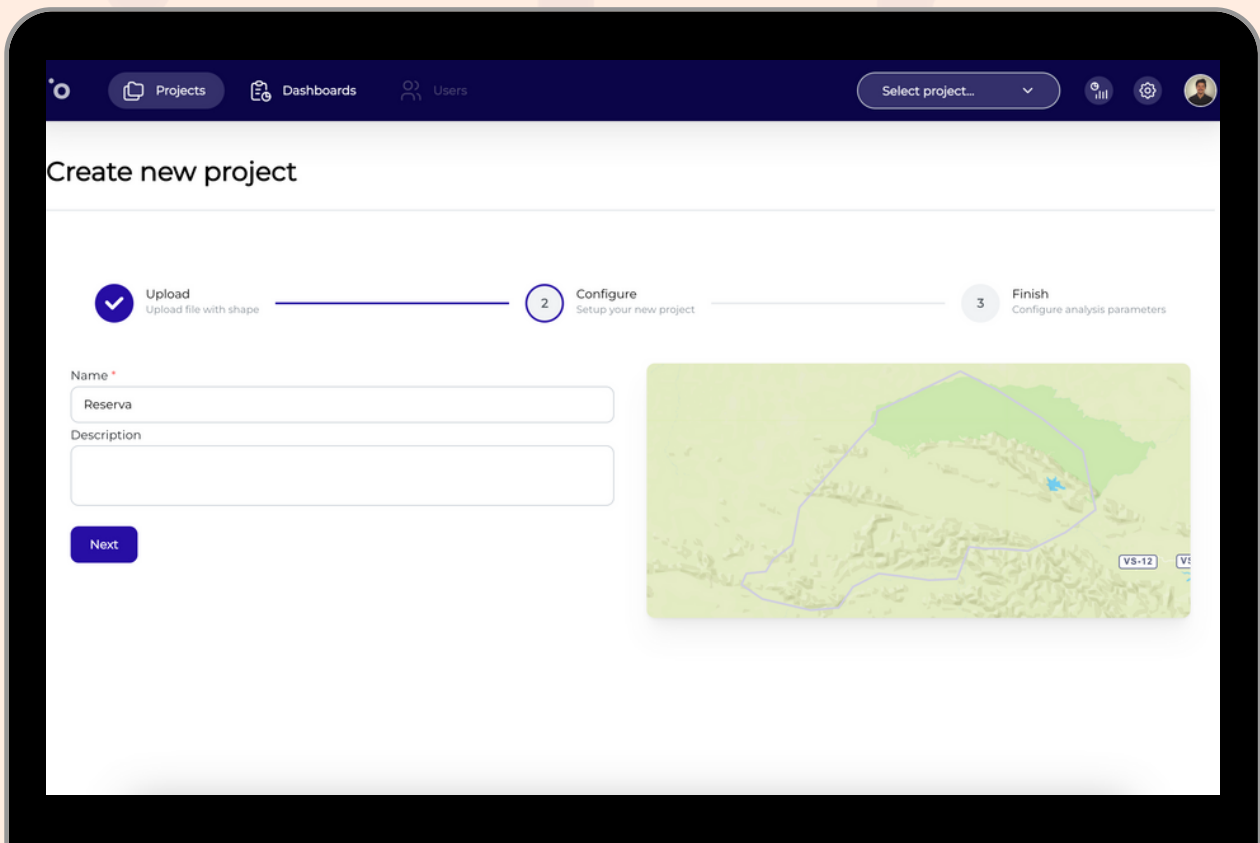 Projects
Dashboards
Users
Select project...
Create new project
Upload
Upload file with shape
2
Configure
Setup your new project
3
Finish
Configure analysis parameters
Name *
Reserva
Description
Next
VS-12